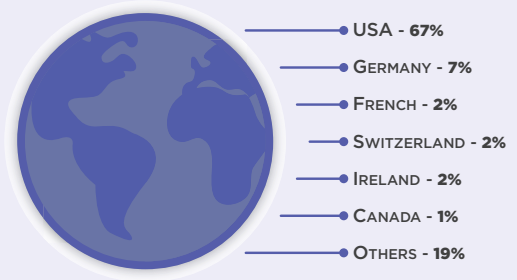 USA - 67%
GERMANY - 7%
FRENCH - 2%
SWITZERLAND - 2%
IRELAND - 2%
CANADA - 1%
OTHERS - 19%